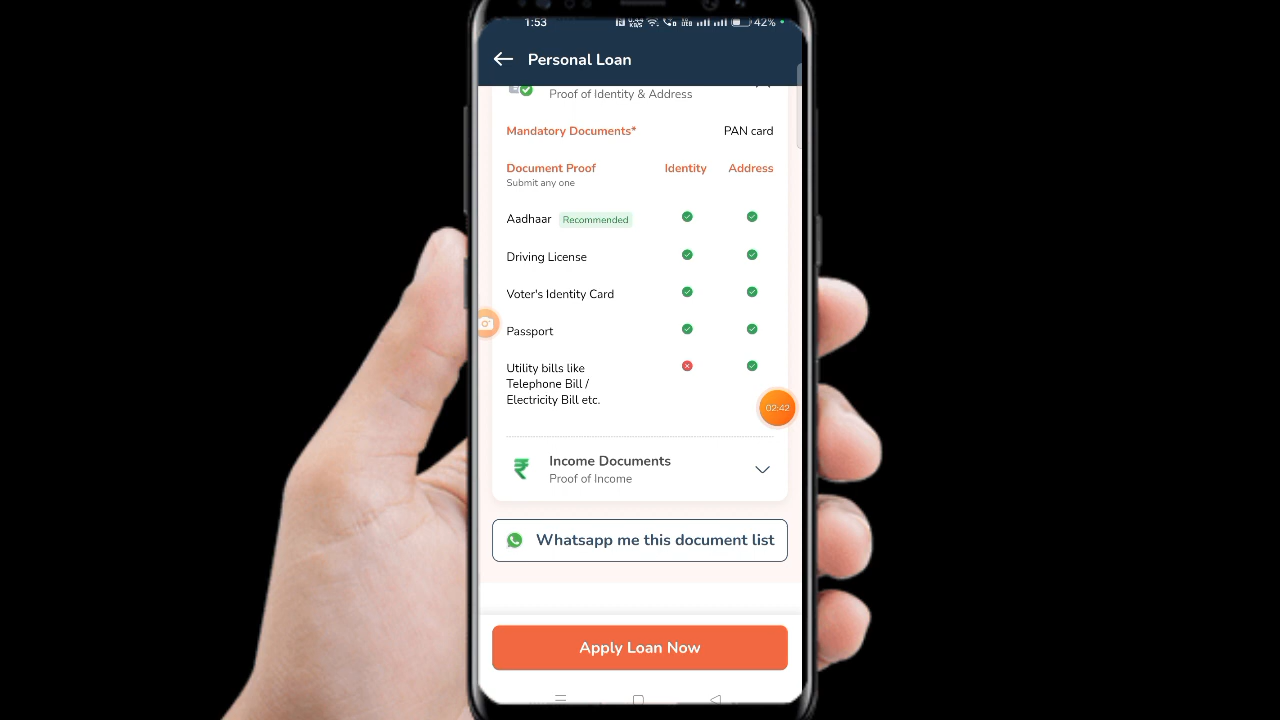 1:53
42%
Personal Loan
Proof of Identity & Address
Mandatory Documents* PAN card
Document Proof Identity Address
Submit any one
Aadhaar Recommended
Driving License
Voter's Identity Card
Passport
Utility bills like
Telephone Bill /
Electricity Bill etc.
02:42
Income Documents
Proof of Income
Whatsapp me this document list
Apply Loan Now